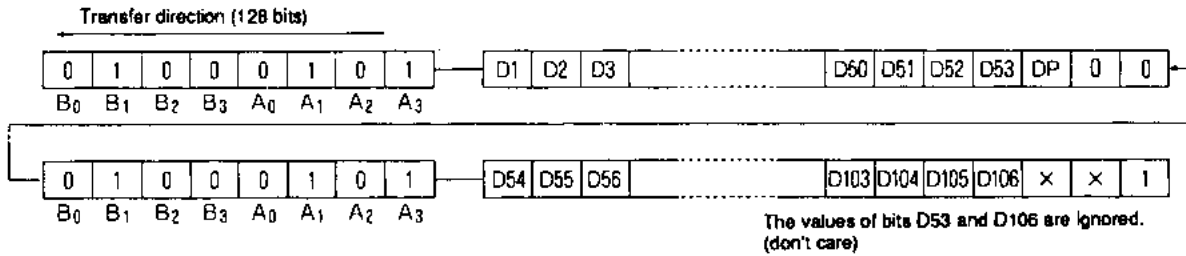 Transfer direction (128 bits)
0 1 0 0 0 1 0 1 D1 D2 D3 D50 D51 D52 D53 DP 0 0
B₀ B₁ B₂ B₃ A₀ A₁ A₂ A₃
0 1 0 0 0 1 0 1 D54 D55 D56 D103 D104 D105 D106 × × 1
B₀ B₁ B₂ B₃ A₀ A₁ A₂ A₃
The values of bits D53 and D106 are ignored.
(don't care)